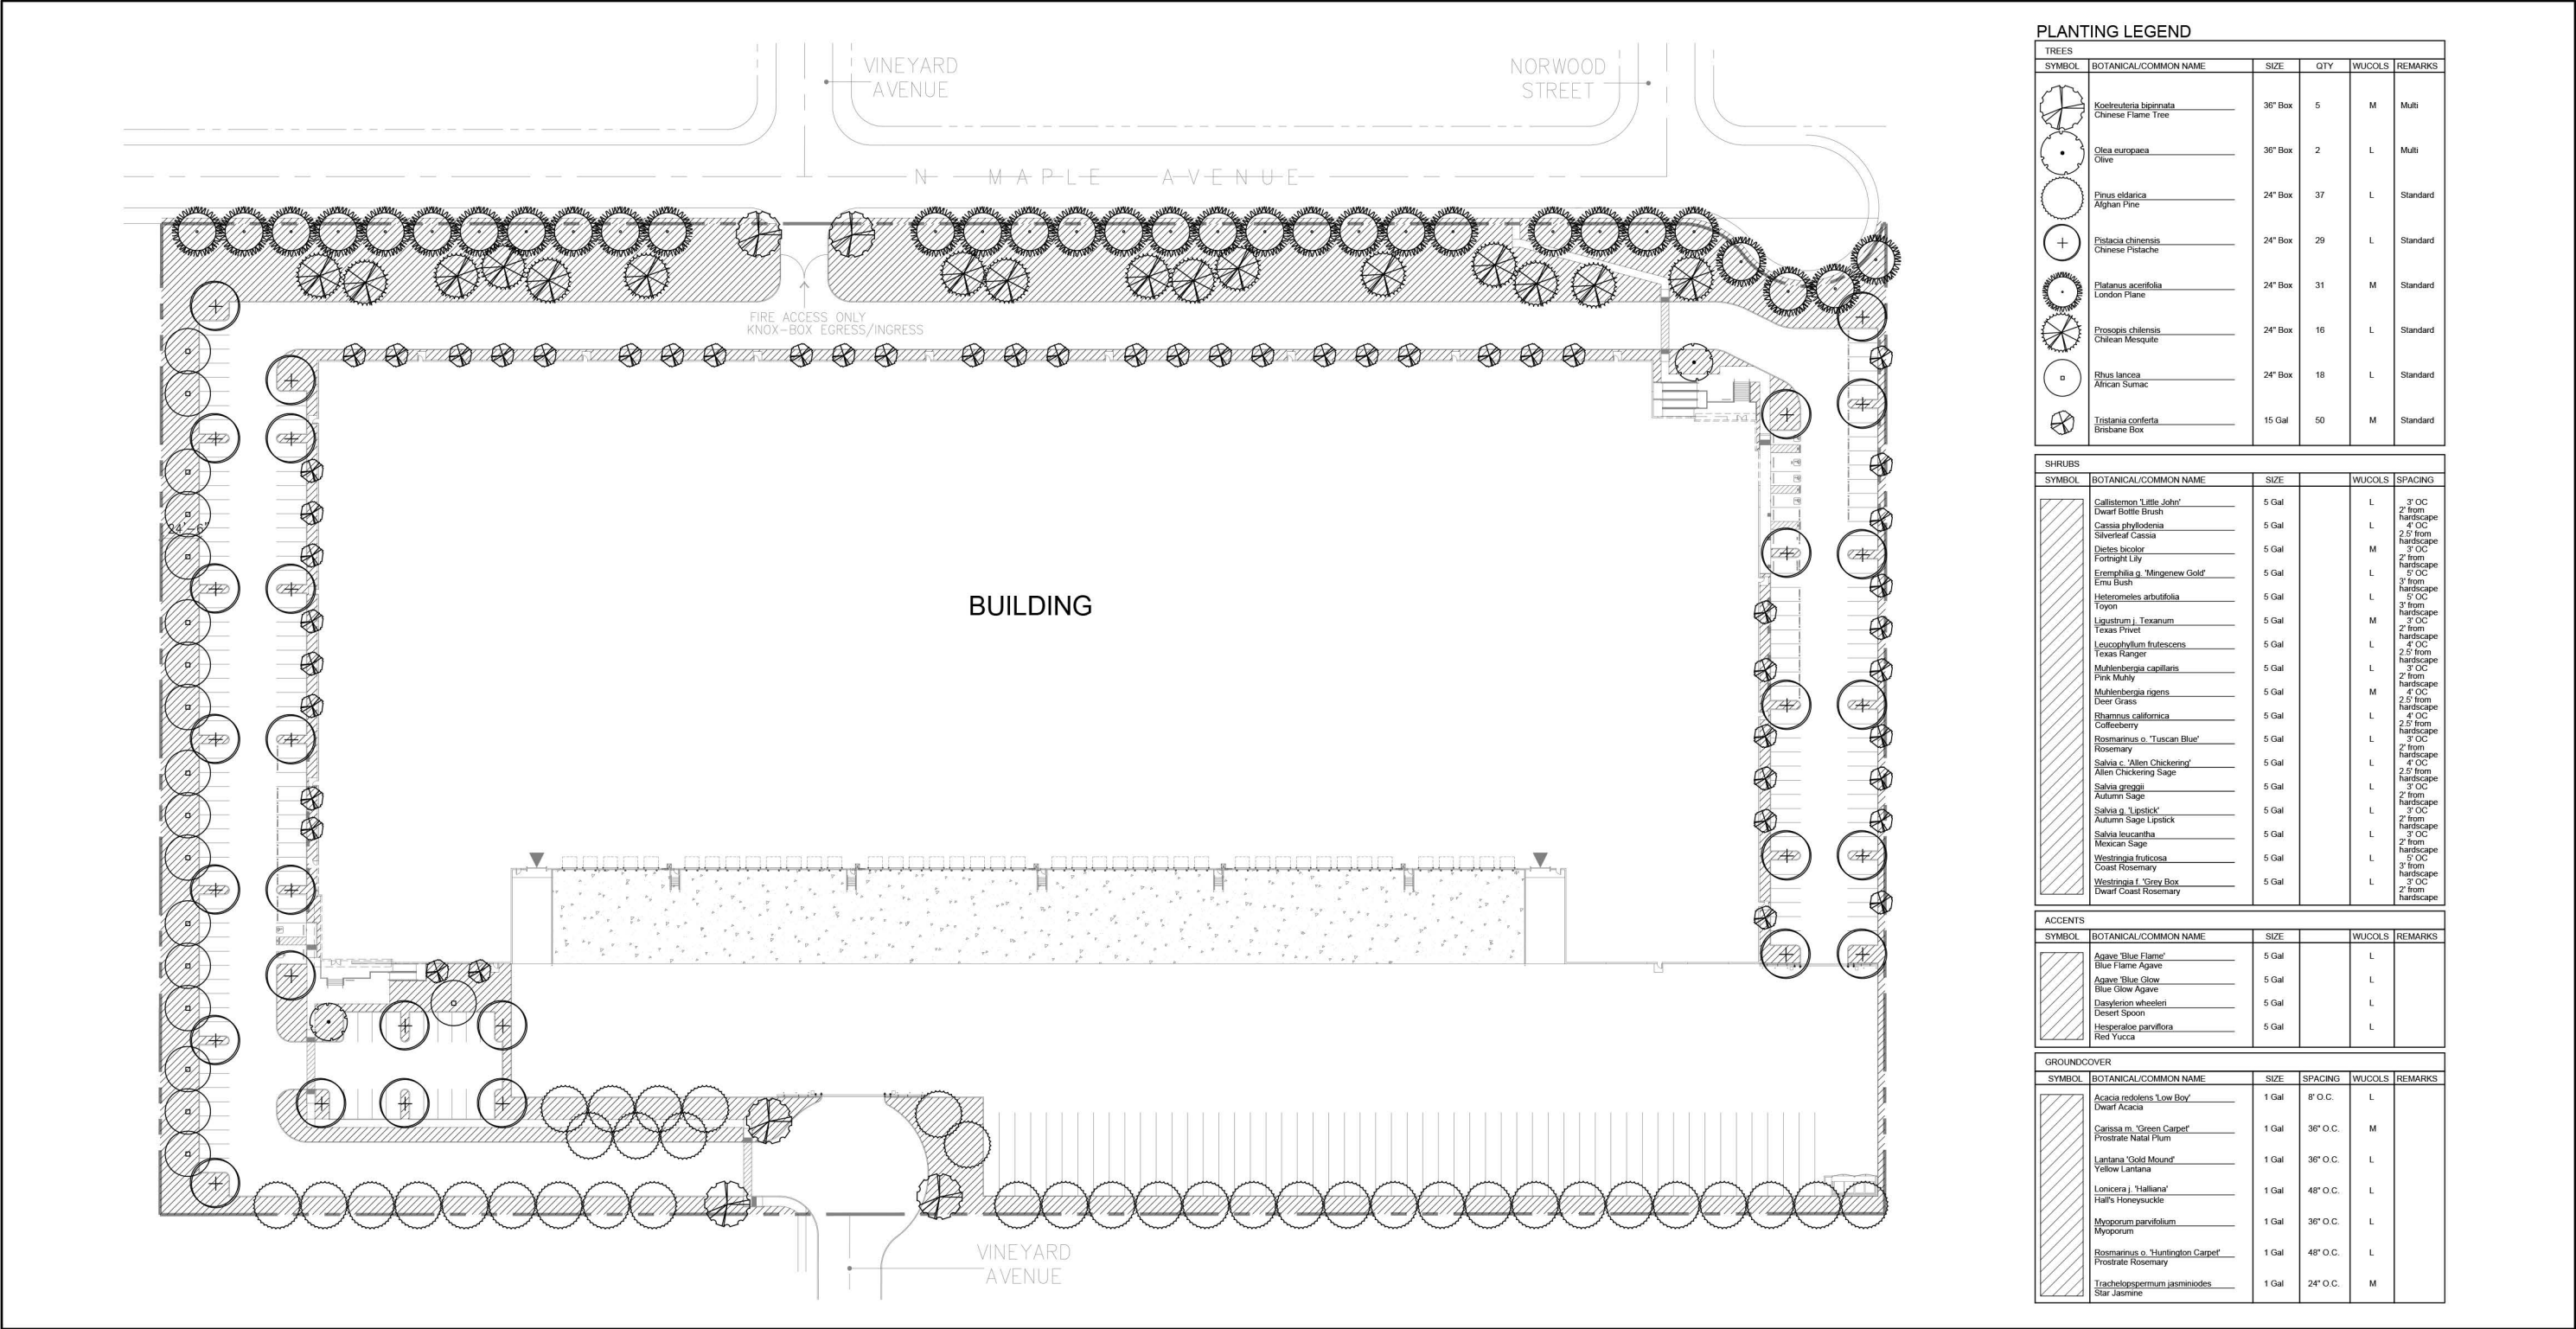 VINEYARD
AVENUE
NORWOOD
STREET
N MAPLE AVENUE
FIRE ACCESS ONLY
KNOX-BOX EGRESS/INGRESS
24'-6"
BUILDING
VINEYARD
AVENUE
PLANTING LEGEND
TREES
SYMBOL BOTANICAL/COMMON NAME SIZE QTY WUCOLS REMARKS
Koelreuteria bipinnata 36" Box 5 M Multi
Chinese Flame Tree
Olea europaea 36" Box 2 L Multi
Olive
Pinus eldarica 24" Box 37 L Standard
Afghan Pine
Pistacia chinensis 24" Box 29 L Standard
Chinese Pistache
Platanus acerifolia 24" Box 31 M Standard
London Plane
Prosopis chilensis 24" Box 16 L Standard
Chilean Mesquite
Rhus lancea 24" Box 18 L Standard
African Sumac
Tristania conferta 15 Gal 50 M Standard
Brisbane Box
SHRUBS
SYMBOL BOTANICAL/COMMON NAME SIZE WUCOLS SPACING
Callistemon 'Little John' 5 Gal L 3' OC
Dwarf Bottle Brush 2' from
hardscape
Cassia phyllodenia 5 Gal L 4' OC
Silverleaf Cassia 2.5' from
hardscape
Dietes bicolor 5 Gal M 3' OC
Fortnight Lily 2' from
hardscape
Eremphilia g. 'Mingenew Gold' 5 Gal L 5' OC
Emu Bush 3' from
hardscape
Heteromeles arbutifolia 5 Gal L 5' OC
Toyon 3' from
hardscape
Ligustrum j. Texanum 5 Gal M 3' OC
Texas Privet 2' from
hardscape
Leucophyllum frutescens 5 Gal L 4' OC
Texas Ranger 2.5' from
hardscape
Muhlenbergia capillaris 5 Gal L 3' OC
Pink Muhly 2' from
hardscape
Muhlenbergia rigens 5 Gal M 4' OC
Deer Grass 2.5' from
hardscape
Rhamnus californica 5 Gal L 4' OC
Coffeeberry 2.5' from
hardscape
Rosmarinus o. 'Tuscan Blue' 5 Gal L 3' OC
Rosemary 2' from
hardscape
Salvia c. 'Allen Chickering' 5 Gal L 4' OC
Allen Chickering Sage 2.5' from
hardscape
Salvia greggii 5 Gal L 3' OC
Autumn Sage 2' from
hardscape
Salvia g. 'Lipstick' 5 Gal L 3' OC
Autumn Sage Lipstick 2' from
hardscape
Salvia leucantha 5 Gal L 3' OC
Mexican Sage 2' from
hardscape
Westringia fruticosa 5 Gal L 5' OC
Coast Rosemary 3' from
hardscape
Westringia f. 'Grey Box 5 Gal L 3' OC
Dwarf Coast Rosemary 2' from
hardscape
ACCENTS
SYMBOL BOTANICAL/COMMON NAME SIZE WUCOLS REMARKS
Agave 'Blue Flame' 5 Gal L
Blue Flame Agave
Agave 'Blue Glow 5 Gal L
Blue Glow Agave
Dasylerion wheeleri 5 Gal L
Desert Spoon
Hesperaloe parviflora 5 Gal L
Red Yucca
GROUNDCOVER
SYMBOL BOTANICAL/COMMON NAME SIZE SPACING WUCOLS REMARKS
Acacia redolens 'Low Boy' 1 Gal 8' O.C. L
Dwarf Acacia
Carissa m. 'Green Carpet' 1 Gal 36" O.C. M
Prostrate Natal Plum
Lantana 'Gold Mound' 1 Gal 36" O.C. L
Yellow Lantana
Lonicera j. 'Halliana' 1 Gal 48" O.C. L
Hall's Honeysuckle
Myoporum parvifolium 1 Gal 36" O.C. L
Myoporum
Rosmarinus o. 'Huntington Carpet' 1 Gal 48" O.C. L
Prostrate Rosemary
Trachelopspermum jasminiodes 1 Gal 24" O.C. M
Star Jasmine